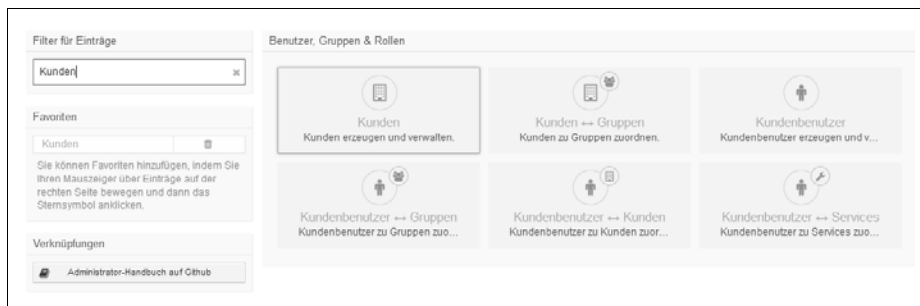 Filter für Einträge
Kunden
Favoriten
Kunden
Sie können Favoriten hinzufügen, indem Sie
Ihren Mauszeiger über Einträge auf der
rechten Seite bewegen und dann das
Sternsymbol anklicken.
Verknüpfungen
Administrator-Handbuch auf Github
Benutzer, Gruppen & Rollen
Kunden
Kunden erzeugen und verwalten.
Kunden ↔ Gruppen
Kunden zu Gruppen zuordnen.
Kundenbenutzer
Kundenbenutzer erzeugen und v...
Kundenbenutzer ↔ Gruppen
Kundenbenutzer zu Gruppen zuo...
Kundenbenutzer ↔ Kunden
Kundenbenutzer zu Kunden zuor...
Kundenbenutzer ↔ Services
Kundenbenutzer zu Services zuo...